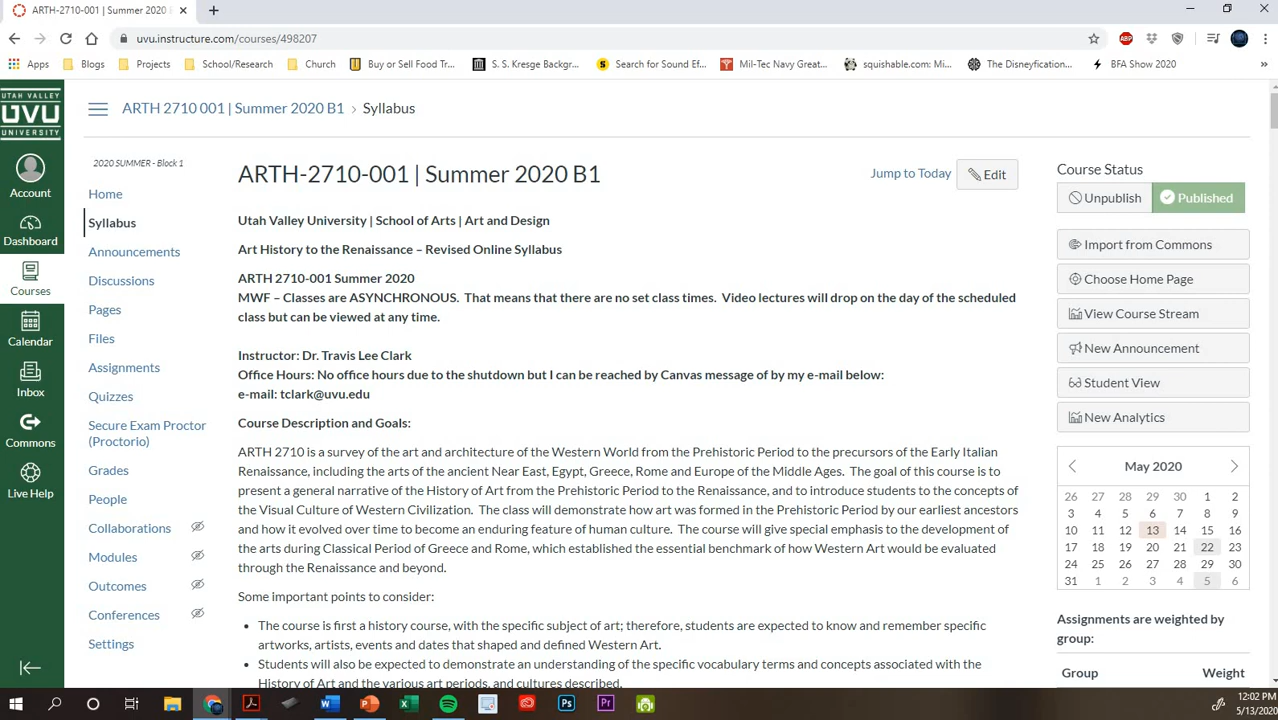 ARTH-2710-001 | Summer 2020
uvu.instructure.com/courses/498207
Apps
Blogs
Projects
School/Research
Church
Buy or Sell Food Tr...
S. S. Kresge Backgr...
Search for Sound Ef...
Mil-Tec Navy Great...
squishable.com: Mi...
The Disneyfication...
BFA Show 2020
»
UTAH VALLEY
UVU
UNIVERSITY
Account
Dashboard
Courses
Calendar
Inbox
Commons
Live Help
ARTH 2710 001 | Summer 2020 B1 › Syllabus
2020 SUMMER - Block 1
Home
Syllabus
Announcements
Discussions
Pages
Files
Assignments
Quizzes
Secure Exam Proctor
(Proctorio)
Grades
People
Collaborations
Modules
Outcomes
Conferences
Settings
ARTH-2710-001 | Summer 2020 B1
Jump to Today
Edit
Utah Valley University | School of Arts | Art and Design
Art History to the Renaissance – Revised Online Syllabus
ARTH 2710-001 Summer 2020
MWF – Classes are ASYNCHRONOUS. That means that there are no set class times. Video lectures will drop on the day of the scheduled
class but can be viewed at any time.
Instructor: Dr. Travis Lee Clark
Office Hours: No office hours due to the shutdown but I can be reached by Canvas message of by my e-mail below:
e-mail: tclark@uvu.edu
Course Description and Goals:
ARTH 2710 is a survey of the art and architecture of the Western World from the Prehistoric Period to the precursors of the Early Italian
Renaissance, including the arts of the ancient Near East, Egypt, Greece, Rome and Europe of the Middle Ages. The goal of this course is to
present a general narrative of the History of Art from the Prehistoric Period to the Renaissance, and to introduce students to the concepts of
the Visual Culture of Western Civilization. The class will demonstrate how art was formed in the Prehistoric Period by our earliest ancestors
and how it evolved over time to become an enduring feature of human culture. The course will give special emphasis to the development of
the arts during Classical Period of Greece and Rome, which established the essential benchmark of how Western Art would be evaluated
through the Renaissance and beyond.
Some important points to consider:
• The course is first a history course, with the specific subject of art; therefore, students are expected to know and remember specific
artworks, artists, events and dates that shaped and defined Western Art.
• Students will also be expected to demonstrate an understanding of the specific vocabulary terms and concepts associated with the
History of Art and the various art periods, and cultures described.
Course Status
Unpublish
Published
Import from Commons
Choose Home Page
View Course Stream
New Announcement
Student View
New Analytics
May 2020
26 27 28 29 30 1 2
3 4 5 6 7 8 9
10 11 12 13 14 15 16
17 18 19 20 21 22 23
24 25 26 27 28 29 30
31 1 2 3 4 5 6
Assignments are weighted by
group:
Group Weight
12:02 PM
5/13/2020